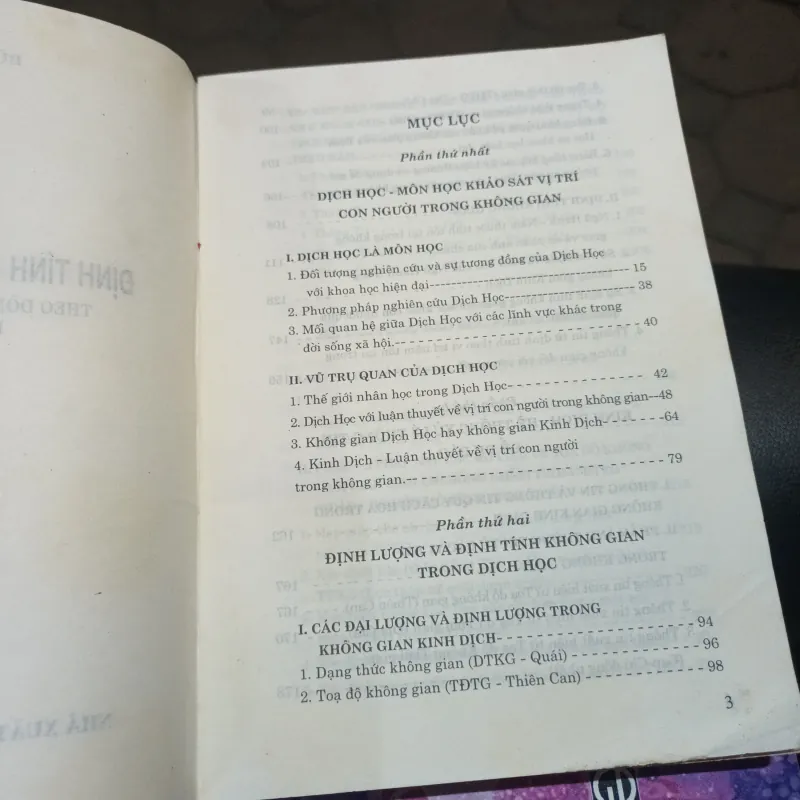 MỤC LỤC
Phần thứ nhất
DỊCH HỌC - MÔN HỌC KHẢO SÁT VỊ TRÍ
CON NGƯỜI TRONG KHÔNG GIAN
I. DỊCH HỌC LÀ MÔN HỌC
1. Đối tượng nghiên cứu và sự tương đồng của Dịch Học
với khoa học hiện đại 15
2. Phương pháp nghiên cứu Dịch Học 38
3. Mối quan hệ giữa Dịch Học với các lĩnh vực khác trong
đời sống xã hội. 40
II. VŨ TRỤ QUAN CỦA DỊCH HỌC
1. Thế giới nhân học trong Dịch Học 42
2. Dịch Học với luận thuyết về vị trí con người trong không gian 48
3. Không gian Dịch Học hay không gian Kinh Dịch 64
4. Kinh Dịch – Luận thuyết về vị trí con người
trong không gian. 79
Phần thứ hai
ĐỊNH LƯỢNG VÀ ĐỊNH TÍNH KHÔNG GIAN
TRONG DỊCH HỌC
I. CÁC ĐẠI LƯỢNG VÀ ĐỊNH LƯỢNG TRONG
KHÔNG GIAN KINH DỊCH 94
1. Dạng thức không gian (DTKG - Quái) 96
2. Toạ độ không gian (TĐTG - Thiên Can) 98
3